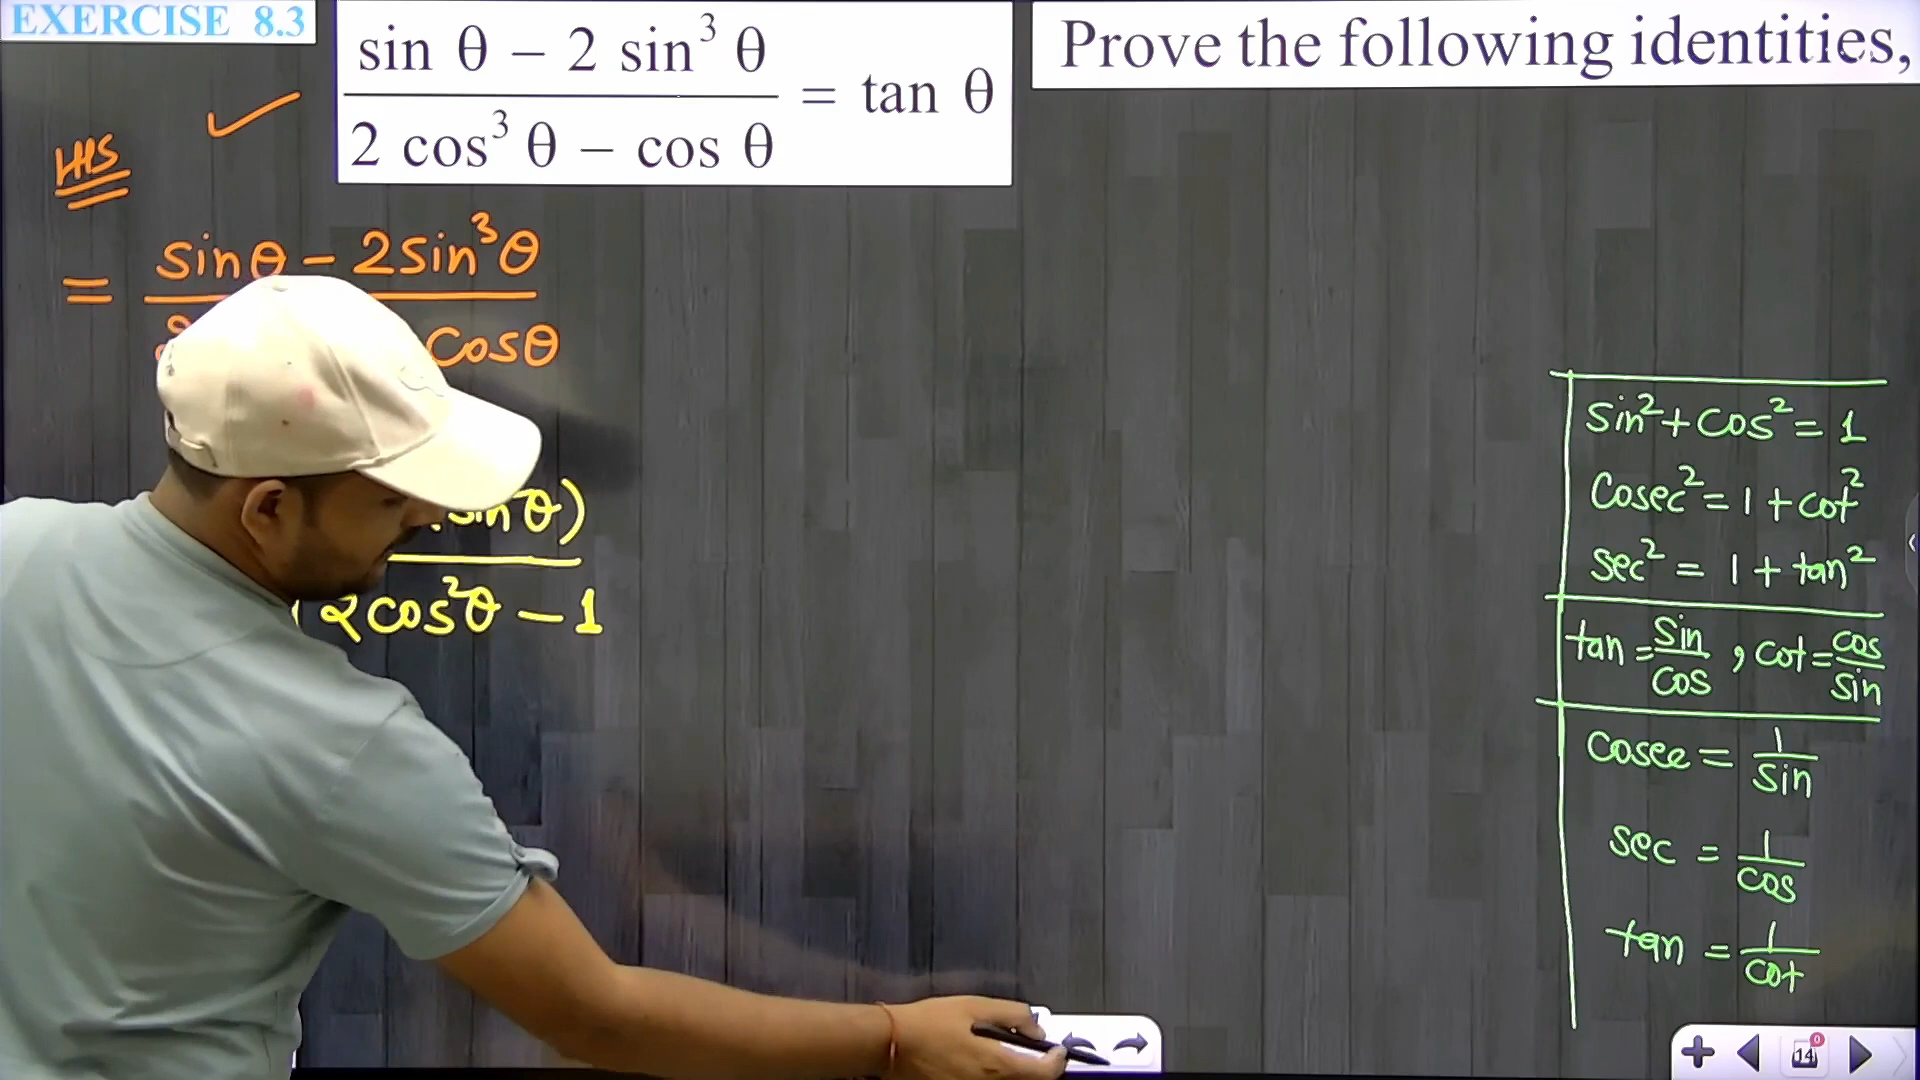 EXERCISE 8.3
sin θ – 2 sin³ θ / 2 cos³ θ – cos θ = tan θ
Prove the following identities,
LHS
= sinθ – 2sin³θ
cosθ
θ)
2cos²θ – 1
sin² + cos² = 1
cosec² = 1 + cot²
sec² = 1 + tan²
tan = sin/cos , cot = cos/sin
cosec = 1/sin
sec = 1/cos
tan = 1/cot
14
0